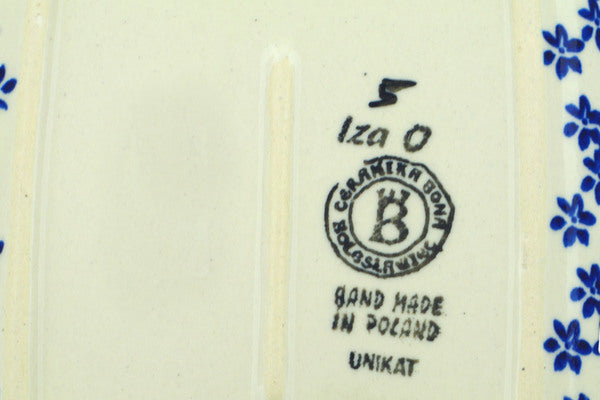 5
Iza O
CERAMIKA BONA
BOLESŁAWIEC
B
HAND MADE
IN POLAND
UNIKAT